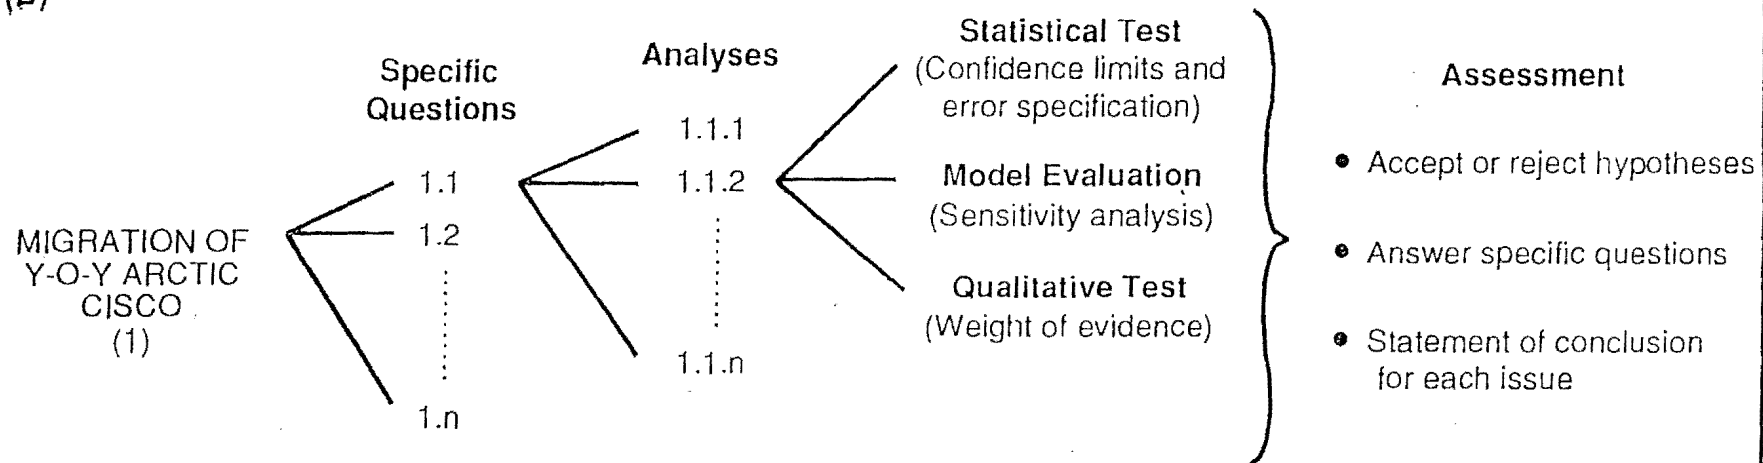 MIGRATION OF
Y-O-Y ARCTIC
CISCO
(1)
Specific
Questions
1.1
1.2
1.n
Analyses
1.1.1
1.1.2
1.1.n
Statistical Test
(Confidence limits and
error specification)
Model Evaluation
(Sensitivity analysis)
Qualitative Test
(Weight of evidence)
Assessment
• Accept or reject hypotheses
• Answer specific questions
• Statement of conclusion
for each issue